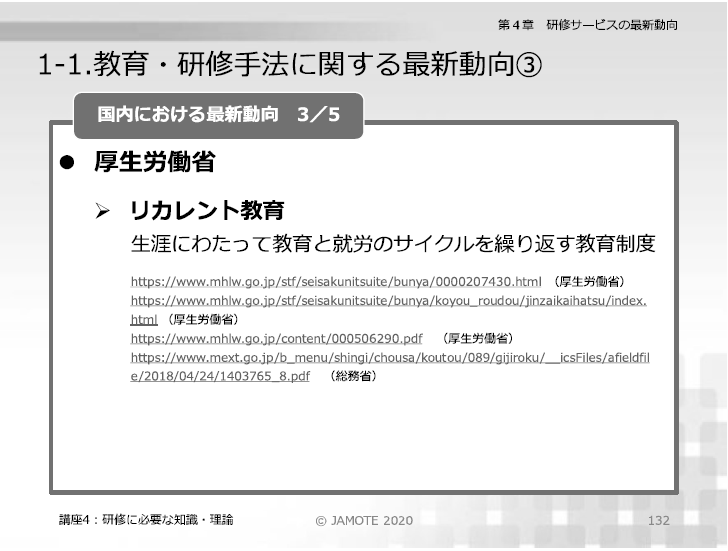 第４章　研修サービスの最新動向
1-1.教育・研修手法に関する最新動向③
国内における最新動向　３／５
● 厚生労働省
➢ リカレント教育
生涯にわたって教育と就労のサイクルを繰り返す教育制度
https://www.mhlw.go.jp/stf/seisakunitsuite/bunya/0000207430.html （厚生労働省）
https://www.mhlw.go.jp/stf/seisakunitsuite/bunya/koyou_roudou/jinzaikaihatsu/index.
html （厚生労働省）
https://www.mhlw.go.jp/content/000506290.pdf　（厚生労働省）
https://www.mext.go.jp/b_menu/shingi/chousa/koutou/089/gijiroku/__icsFiles/afieldfil
e/2018/04/24/1403765_8.pdf　（総務省）
講座4：研修に必要な知識・理論
© JAMOTE 2020
132